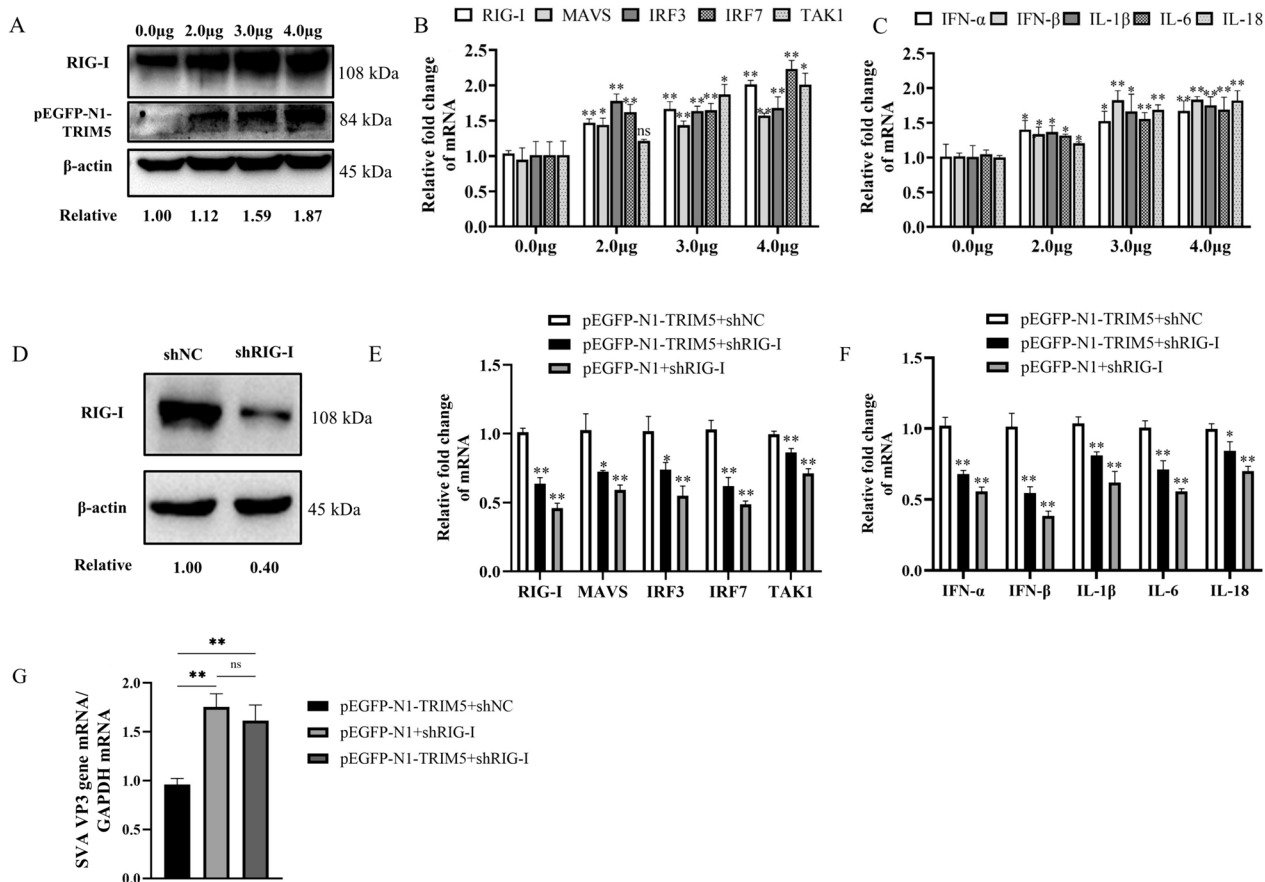 A
0.0μg 2.0μg 3.0μg 4.0μg
RIG-I
108 kDa
pEGFP-N1-
TRIM5
84 kDa
β-actin
45 kDa
Relative 1.00 1.12 1.59 1.87
B
RIG-I MAVS IRF3 IRF7 TAK1
Relative fold change
of mRNA
2.5
2.0
1.5
1.0
0.5
0.0
** * ** ** ns
** ** ** ** *
** ** ** ** *
0.0μg 2.0μg 3.0μg 4.0μg
C
IFN-α IFN-β IL-1β IL-6 IL-18
Relative fold change
of mRNA
2.5
2.0
1.5
1.0
0.5
0.0
* * * * *
* ** * ** **
** ** ** ** **
0.0μg 2.0μg 3.0μg 4.0μg
D
shNC shRIG-I
RIG-I
108 kDa
β-actin
45 kDa
Relative 1.00 0.40
E
pEGFP-N1-TRIM5+shNC
pEGFP-N1-TRIM5+shRIG-I
pEGFP-N1+shRIG-I
Relative fold change
of mRNA
1.5
1.0
0.5
0.0
** ** * ** * ** ** ** ** **
RIG-I MAVS IRF3 IRF7 TAK1
F
pEGFP-N1-TRIM5+shNC
pEGFP-N1-TRIM5+shRIG-I
pEGFP-N1+shRIG-I
Relative fold change
of mRNA
1.5
1.0
0.5
0.0
** ** ** ** ** ** ** ** * **
IFN-α IFN-β IL-1β IL-6 IL-18
G
**
** ns
SVA VP3 gene mRNA/
GAPDH mRNA
2.0
1.5
1.0
0.5
0.0
pEGFP-N1-TRIM5+shNC
pEGFP-N1+shRIG-I
pEGFP-N1-TRIM5+shRIG-I